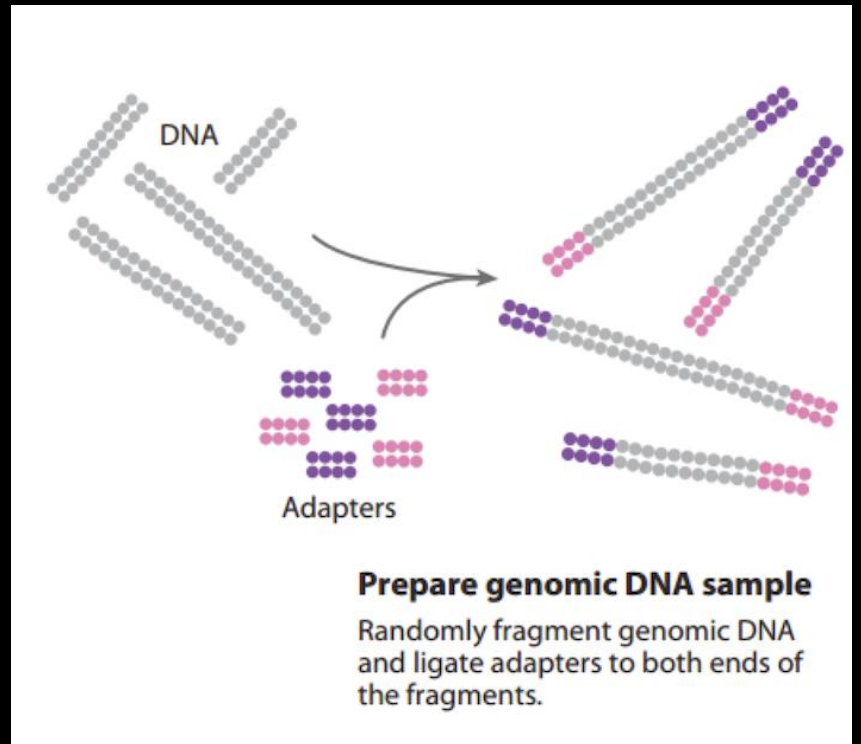 DNA
Adapters
Prepare genomic DNA sample
Randomly fragment genomic DNA
and ligate adapters to both ends of
the fragments.